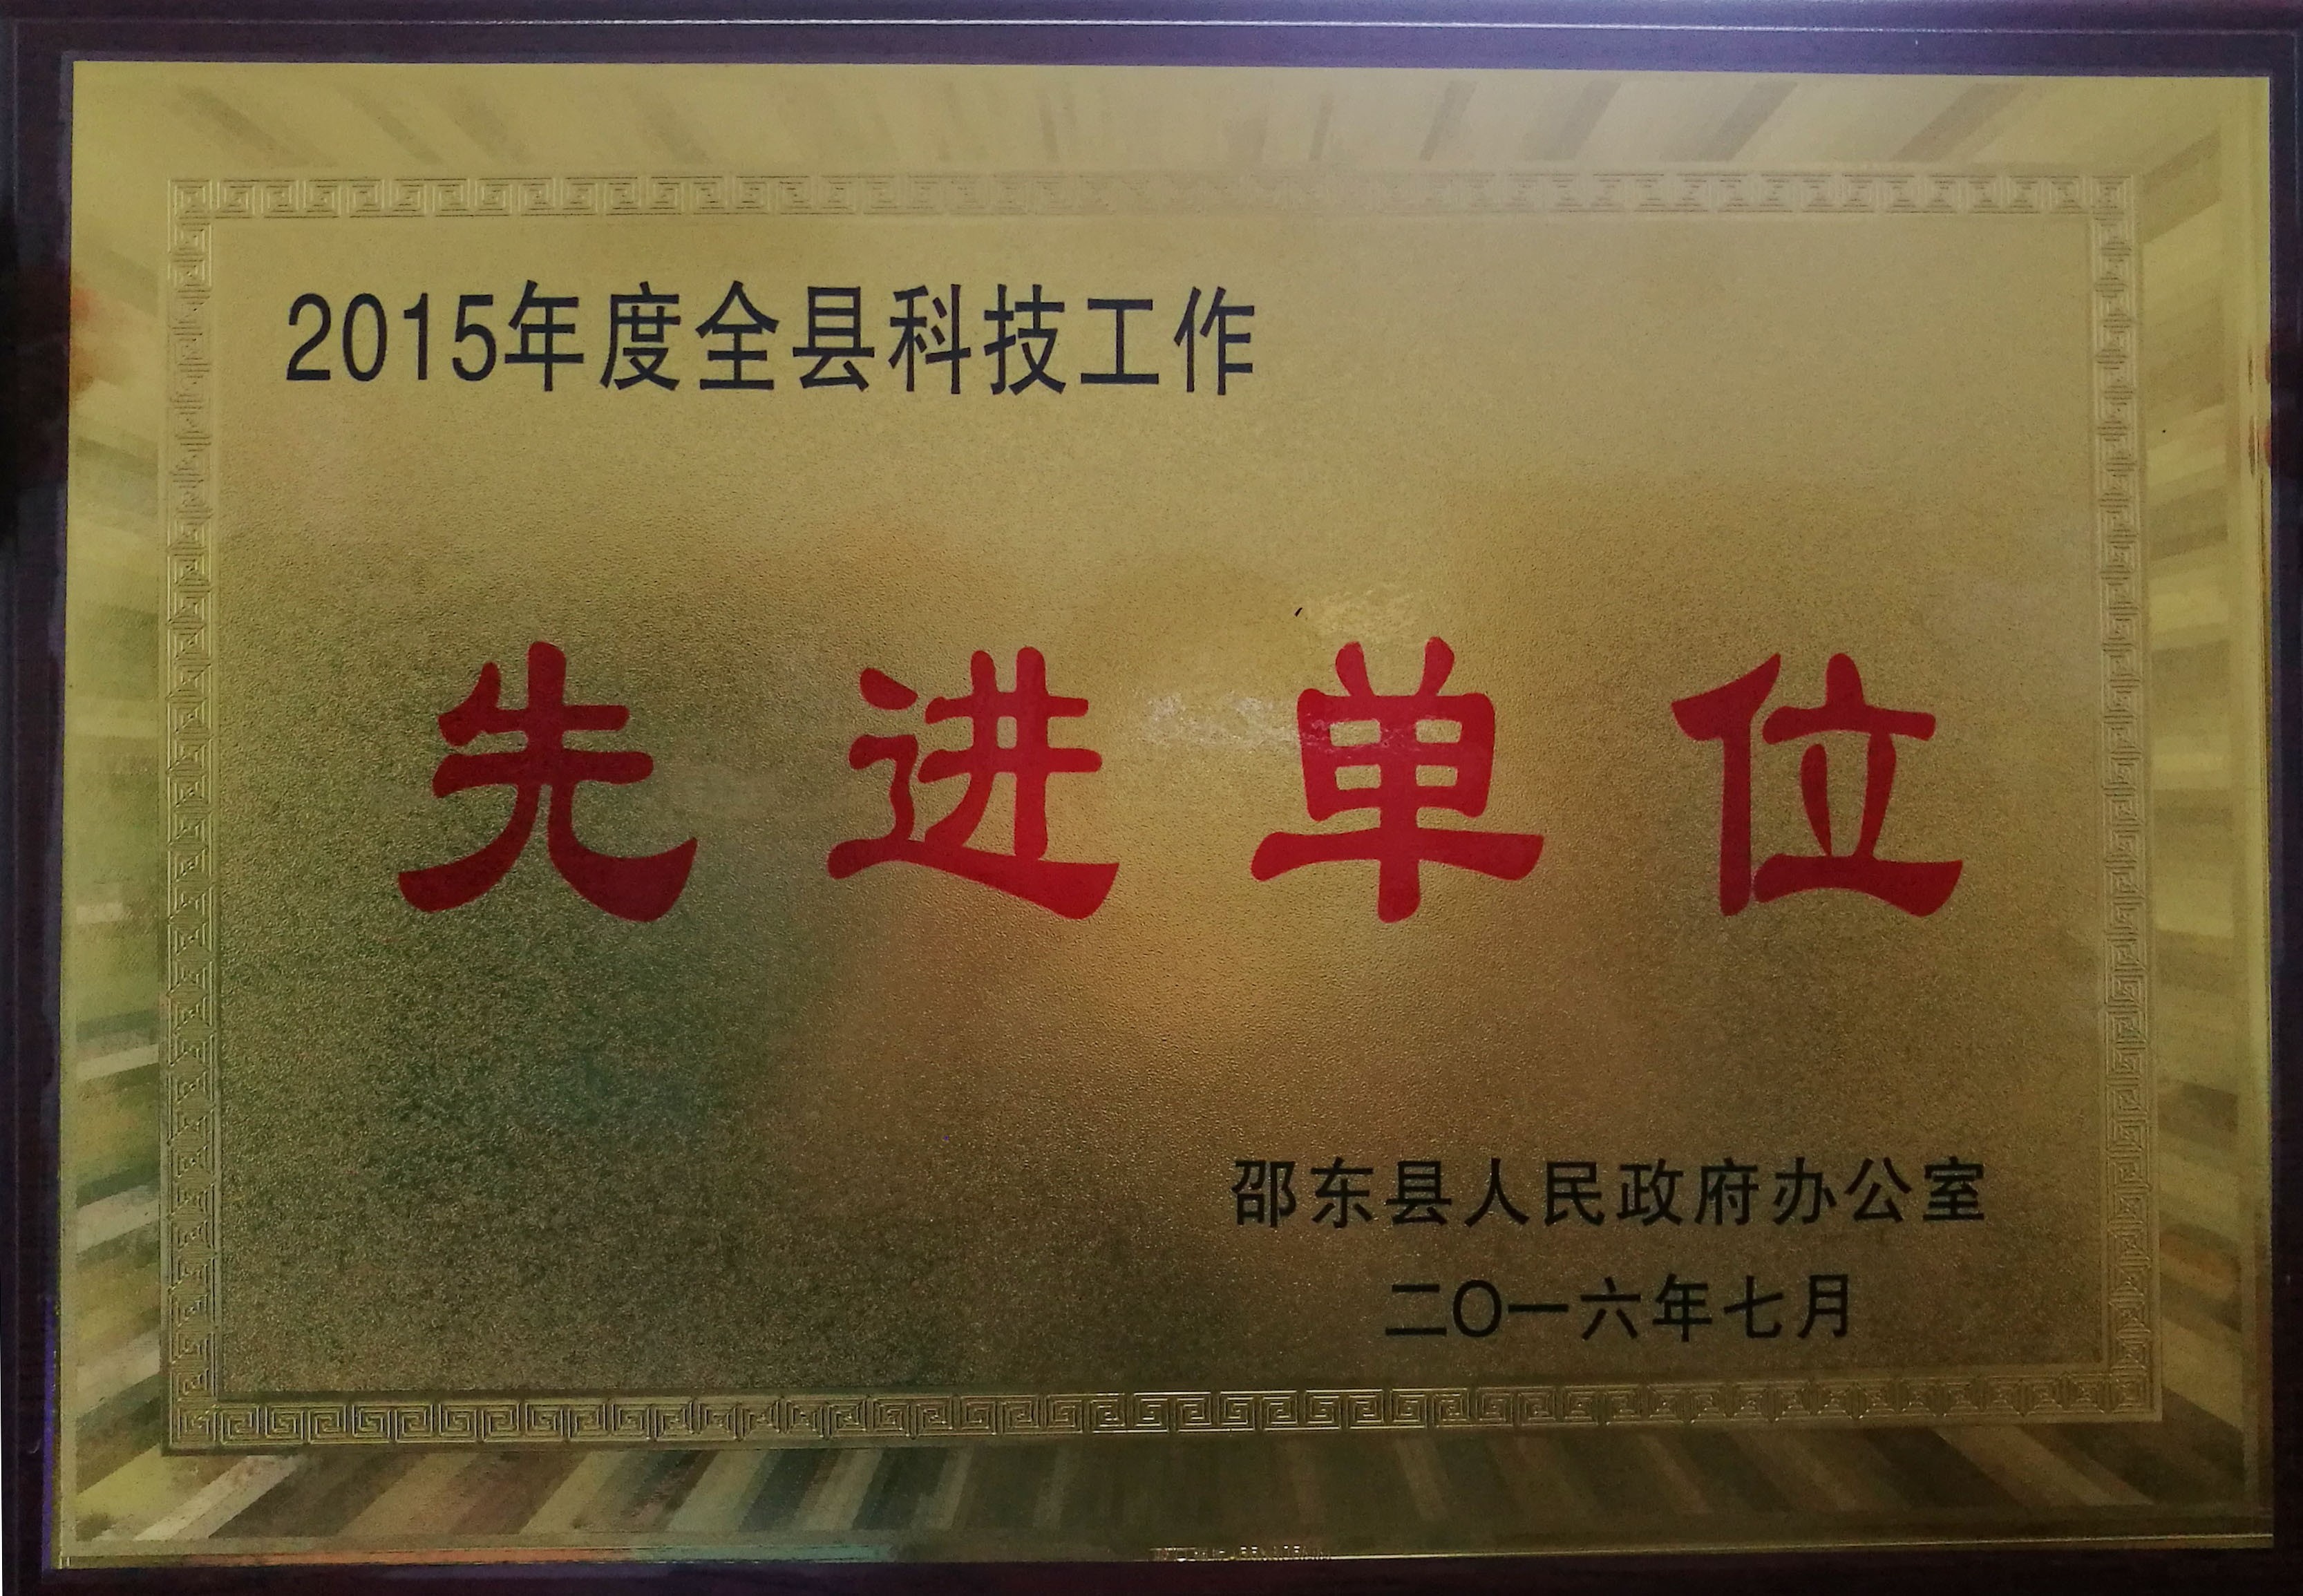 2015年度全县科技工作
先进单位
邵东县人民政府办公室
二〇一六年七月